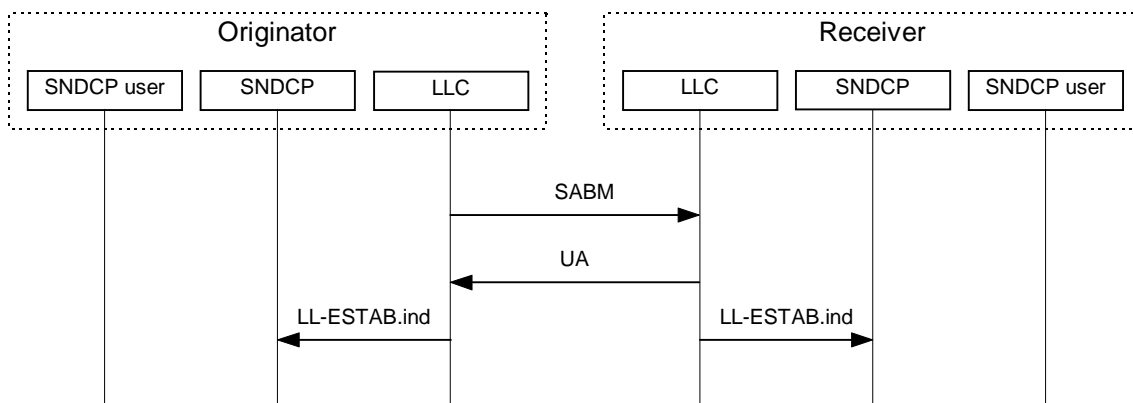 Originator Receiver
SNDCP user SNDCP LLC LLC SNDCP SNDCP user
SABM
UA
LL-ESTAB.ind LL-ESTAB.ind